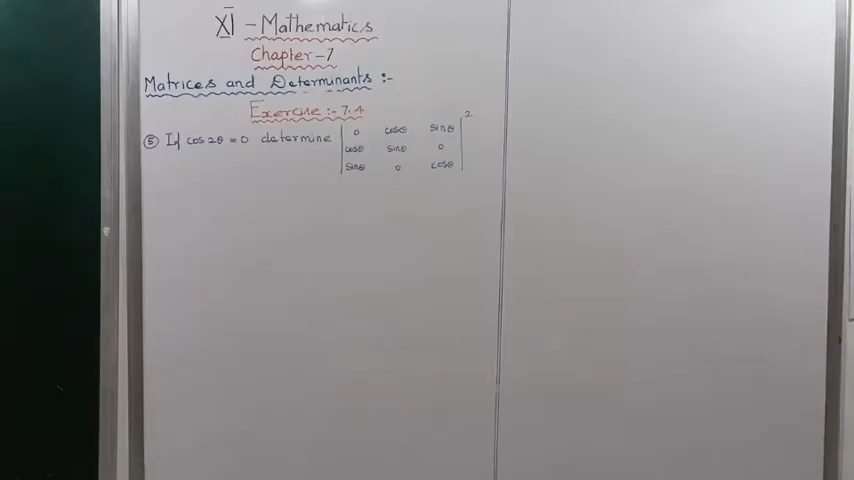 XI - Mathematics
Chapter-7
Matrices and Determinants :-
Exercise :- 7.4
⑤ If cos 2θ = 0 determine | 0 cosθ sinθ |²
| cosθ sinθ 0 |
| sinθ 0 cosθ |